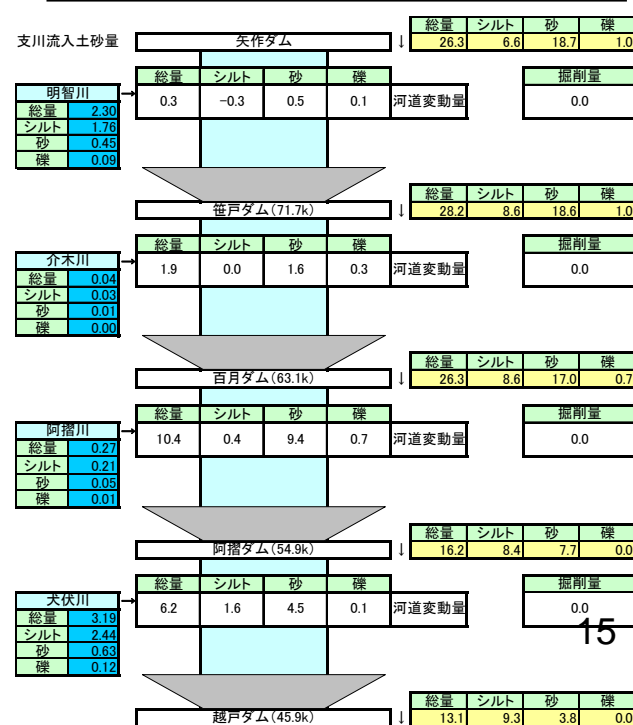 総量 シルト 砂 礫
支川流入土砂量 矢作ダム ↓ 26.3 6.6 18.7 1.0
総量 シルト 砂 礫 掘削量
明智川 → 0.3 -0.3 0.5 0.1 河道変動量 0.0
総量 2.30
シルト 1.76
砂 0.45
礫 0.09
総量 シルト 砂 礫
笹戸ダム(71.7k) ↓ 28.2 8.6 18.6 1.0
総量 シルト 砂 礫 掘削量
介木川 → 1.9 0.0 1.6 0.3 河道変動量 0.0
総量 0.04
シルト 0.03
砂 0.01
礫 0.00
総量 シルト 砂 礫
百月ダム(63.1k) ↓ 26.3 8.6 17.0 0.7
総量 シルト 砂 礫 掘削量
阿摺川 → 10.4 0.4 9.4 0.7 河道変動量 0.0
総量 0.27
シルト 0.21
砂 0.05
礫 0.01
総量 シルト 砂 礫
阿摺ダム(54.9k) ↓ 16.2 8.4 7.7 0.0
総量 シルト 砂 礫 掘削量
犬伏川 → 6.2 1.6 4.5 0.1 河道変動量 0.0
総量 3.19
シルト 2.44
砂 0.63
礫 0.12
15
総量 シルト 砂 礫
越戸ダム(45.9k) ↓ 13.1 9.3 3.8 0.0